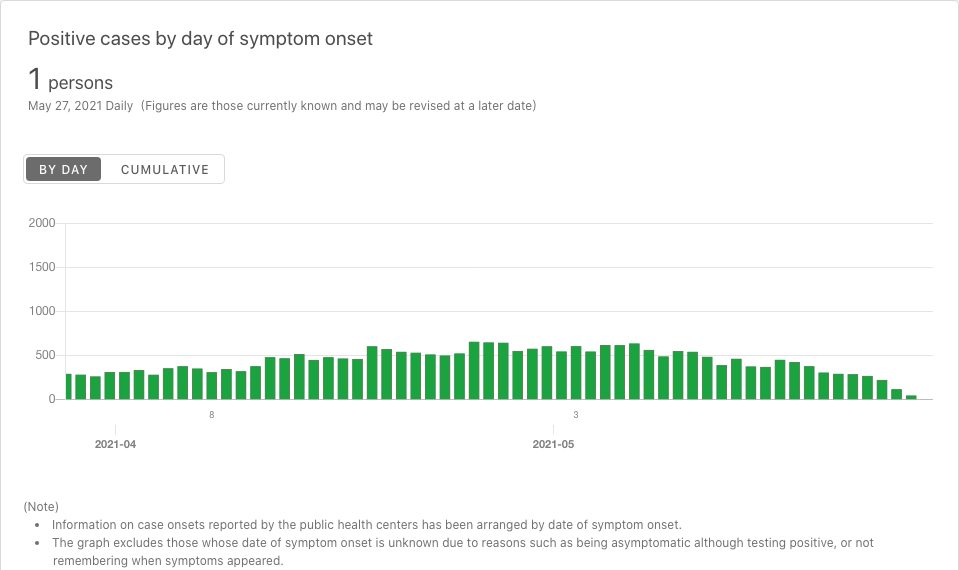 Positive cases by day of symptom onset
1 persons
May 27, 2021 Daily (Figures are those currently known and may be revised at a later date)
BY DAY CUMULATIVE
2000
1500
1000
500
0
8 3
2021-04 2021-05
(Note)
• Information on case onsets reported by the public health centers has been arranged by date of symptom onset.
• The graph excludes those whose date of symptom onset is unknown due to reasons such as being asymptomatic although testing positive, or not
remembering when symptoms appeared.